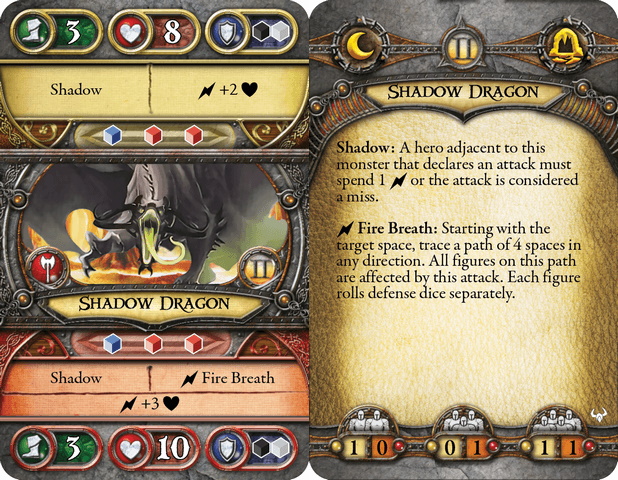 3 8
Shadow +2
SHADOW DRAGON
II
Shadow Fire Breath
+3
3 10
II
SHADOW DRAGON
Shadow: A hero adjacent to this
monster that declares an attack must
spend 1 or the attack is considered
a miss.
Fire Breath: Starting with the
target space, trace a path of 4 spaces in
any direction. All figures on this path
are affected by this attack. Each figure
rolls defense dice separately.
1 0 0 1 1 1